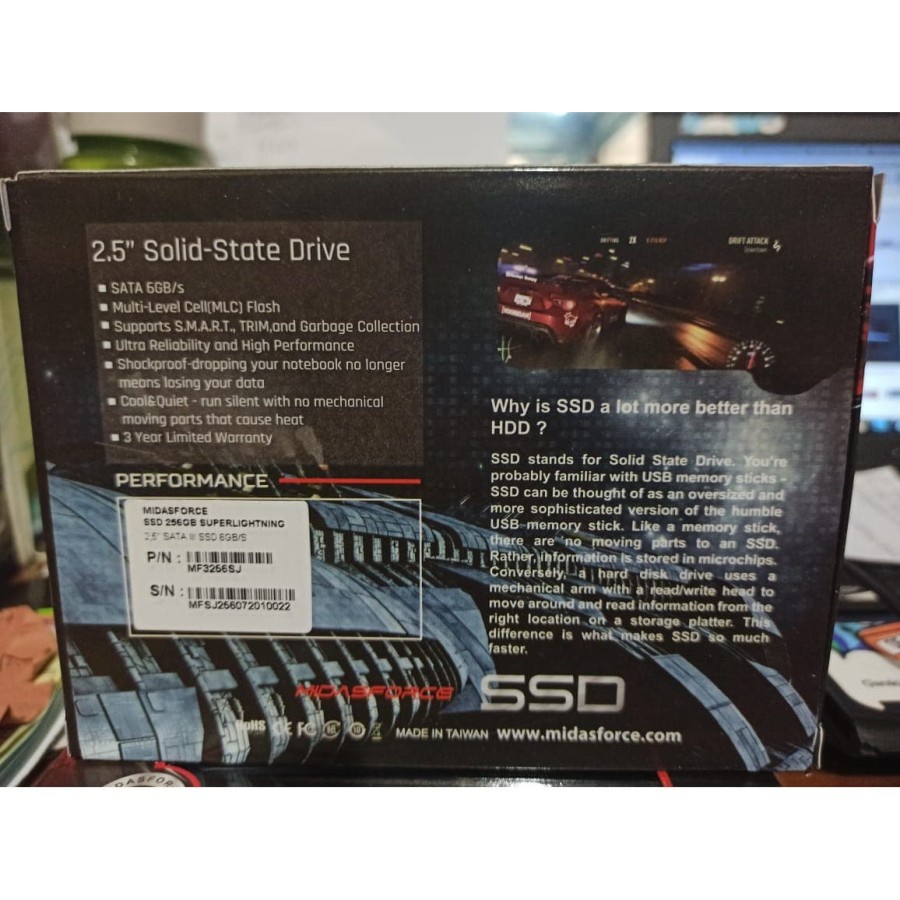 2.5" Solid-State Drive
SATA 6GB/s
Multi-Level Cell(MLC) Flash
Supports S.M.A.R.T., TRIM,and Garbage Collection
Ultra Reliability and High Performance
Shockproof-dropping your notebook no longer
means losing your data
Cool&Quiet - run silent with no mechanical
moving parts that cause heat
3 Year Limited Warranty
PERFORMANCE
MIDASFORCE
SSD 256GB SUPERLIGHTNING
2.5" SATA III SSD 6GB/S
P/N :
MF3256SJ
S/N :
MFSJ256072010022
DRIFTING 2X
DRIFT ATTACK
Downtown
Why is SSD a lot more better than
HDD ?
SSD stands for Solid State Drive. You're
probably familiar with USB memory sticks -
SSD can be thought of as an oversized and
more sophisticated version of the humble
USB memory stick. Like a memory stick,
there are no moving parts to an SSD.
Rather, information is stored in microchips.
Conversely, a hard disk drive uses a
mechanical arm with a read/write head to
move around and read information from the
right location on a storage platter. This
difference is what makes SSD so much
faster.
MIDASFORCE SSD
RoHS CE FC MADE IN TAIWAN www.midasforce.com
DASFOR